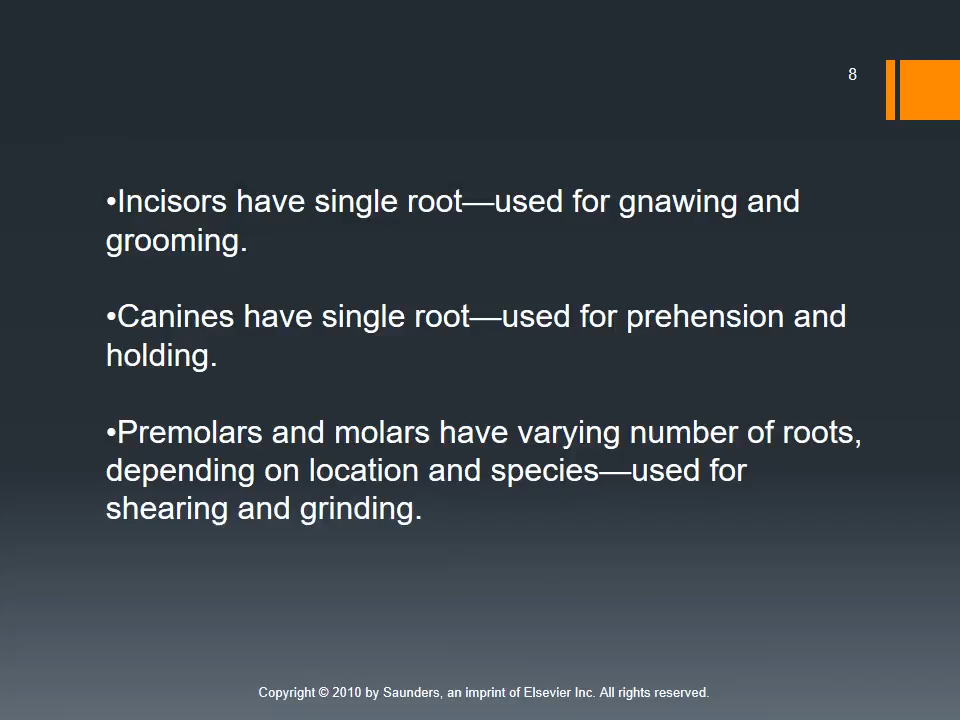 8
•Incisors have single root—used for gnawing and
grooming.
•Canines have single root—used for prehension and
holding.
•Premolars and molars have varying number of roots,
depending on location and species—used for
shearing and grinding.
Copyright © 2010 by Saunders, an imprint of Elsevier Inc. All rights reserved.